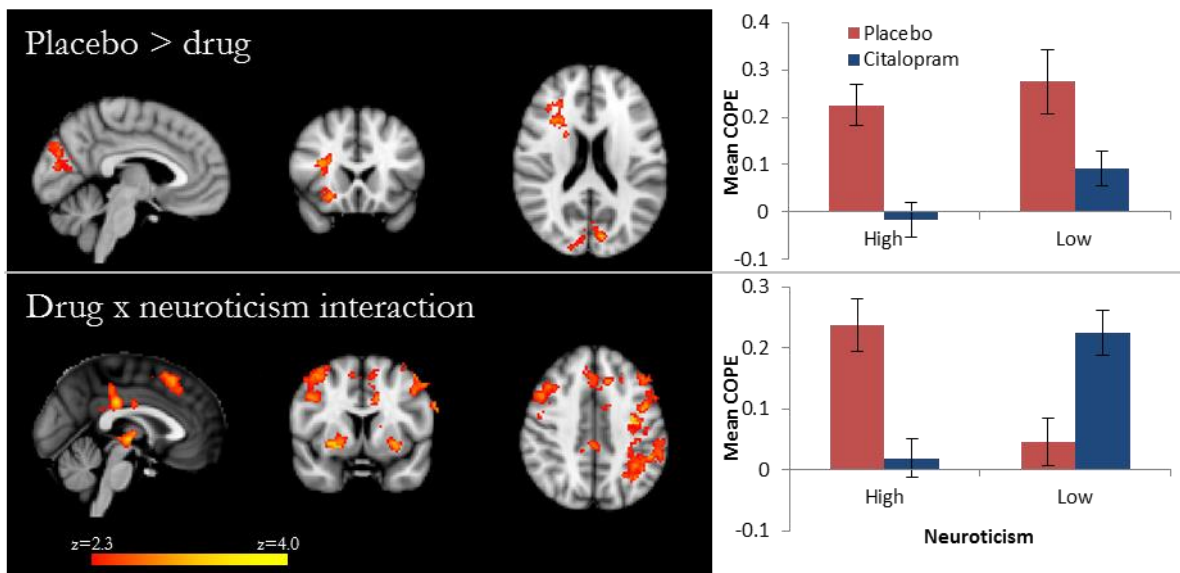 Placebo > drug
Mean COPE
0.4
0.3
0.2
0.1
0
-0.1
Placebo
Citalopram
High
Low
Drug x neuroticism interaction
z=2.3
z=4.0
Mean COPE
0.3
0.2
0.1
0
-0.1
High
Low
Neuroticism